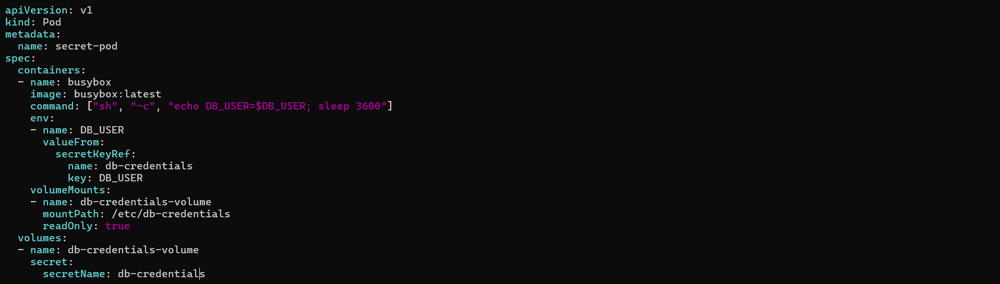 apiVersion: v1
kind: Pod
metadata:
  name: secret-pod
spec:
  containers:
  - name: busybox
    image: busybox:latest
    command: ["sh", "-c", "echo DB_USER=$DB_USER; sleep 3600"]
    env:
    - name: DB_USER
      valueFrom:
        secretKeyRef:
          name: db-credentials
          key: DB_USER
    volumeMounts:
    - name: db-credentials-volume
      mountPath: /etc/db-credentials
      readOnly: true
  volumes:
  - name: db-credentials-volume
    secret:
      secretName: db-credentials